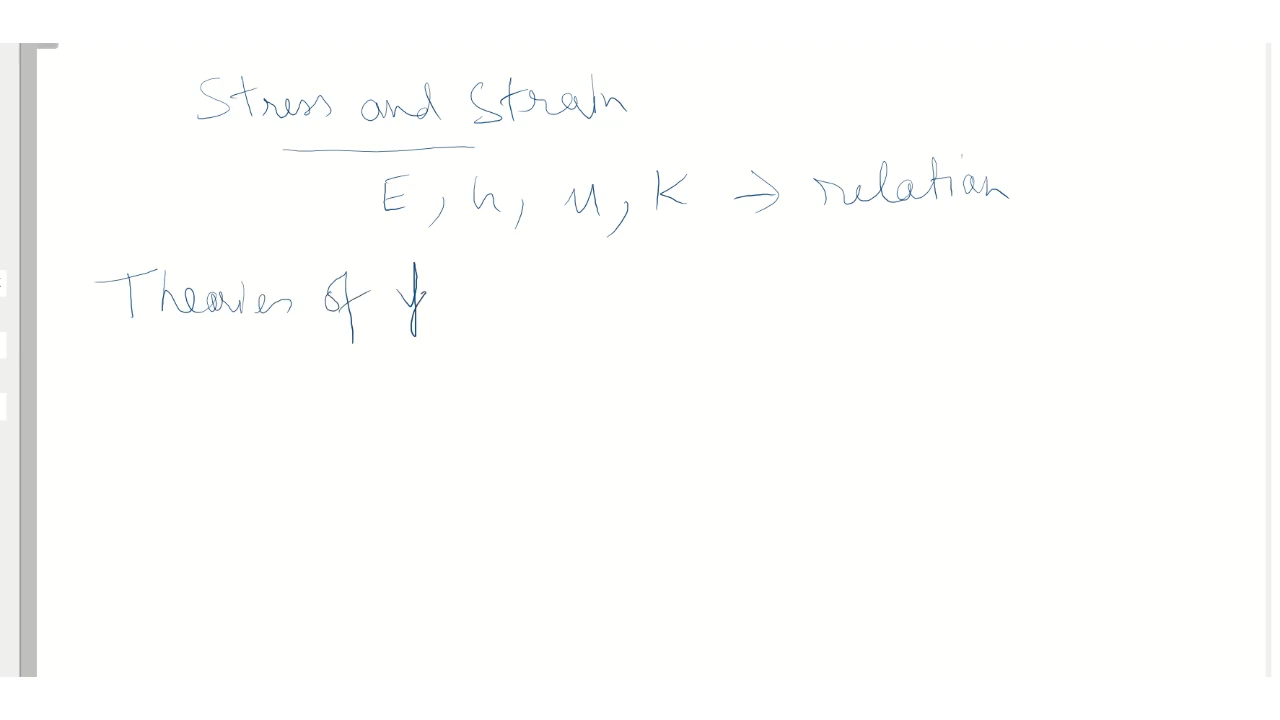 Stress and Strain
E, h, μ, K → relation
Theories of f